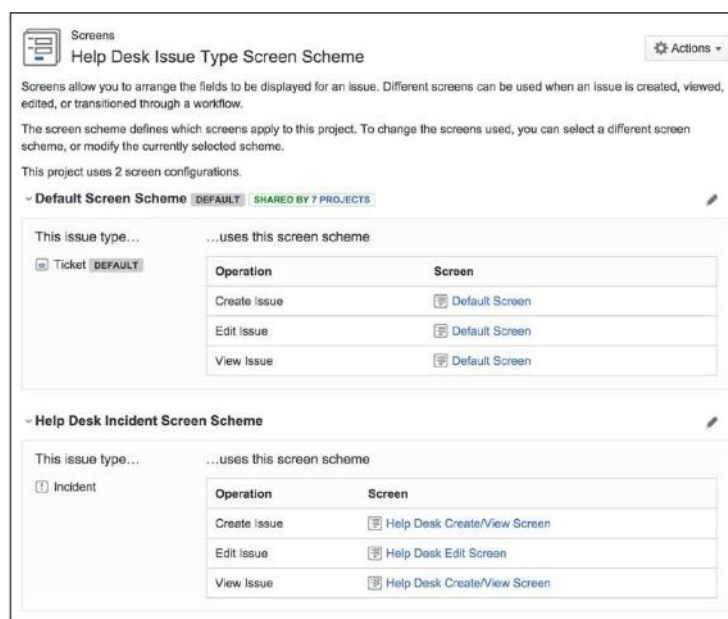 Screens
Help Desk Issue Type Screen Scheme
Actions
Screens allow you to arrange the fields to be displayed for an issue. Different screens can be used when an issue is created, viewed,
edited, or transitioned through a workflow.
The screen scheme defines which screens apply to this project. To change the screens used, you can select a different screen
scheme, or modify the currently selected scheme.
This project uses 2 screen configurations.
Default Screen Scheme DEFAULT SHARED BY 7 PROJECTS
This issue type... ...uses this screen scheme
Ticket DEFAULT
Operation Screen
Create Issue Default Screen
Edit Issue Default Screen
View Issue Default Screen
Help Desk Incident Screen Scheme
This issue type... ...uses this screen scheme
Incident
Operation Screen
Create Issue Help Desk Create/View Screen
Edit Issue Help Desk Edit Screen
View Issue Help Desk Create/View Screen